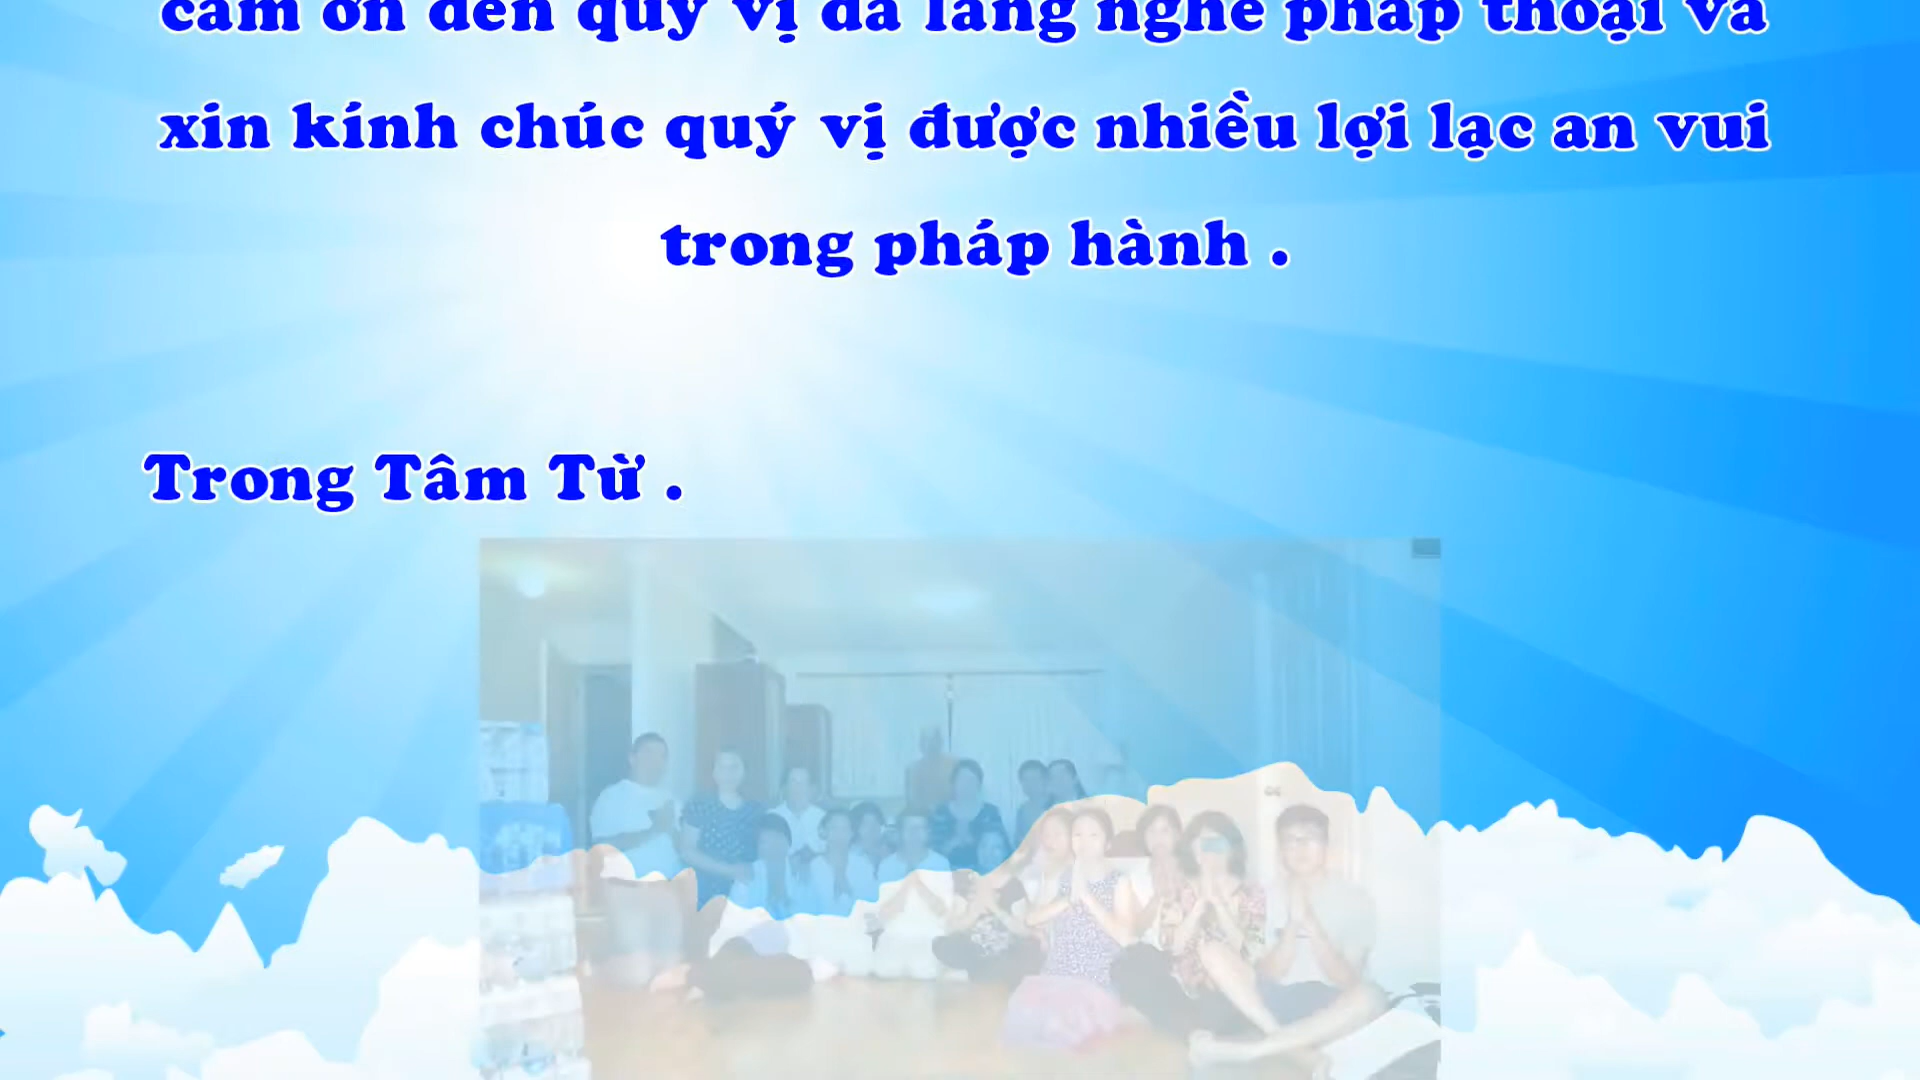 cảm ơn đến quý vị đã lắng nghe pháp thoại và
xin kính chúc quý vị được nhiều lợi lạc an vui
trong pháp hành .
Trong Tâm Từ .